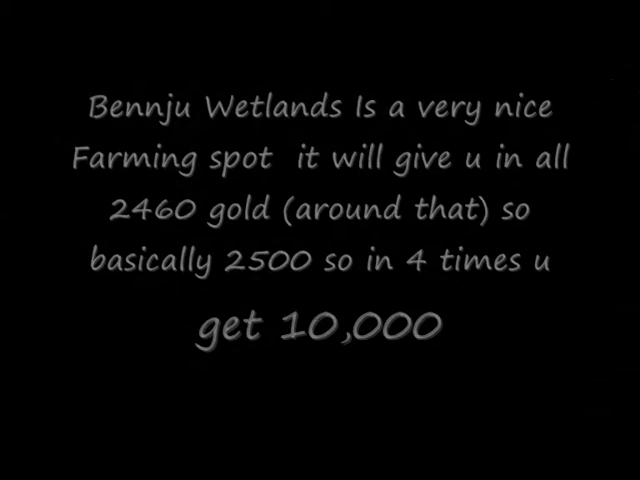 Bennju Wetlands Is a very nice
Farming spot it will give u in all
2460 gold (around that) so
basically 2500 so in 4 times u
get 10,000